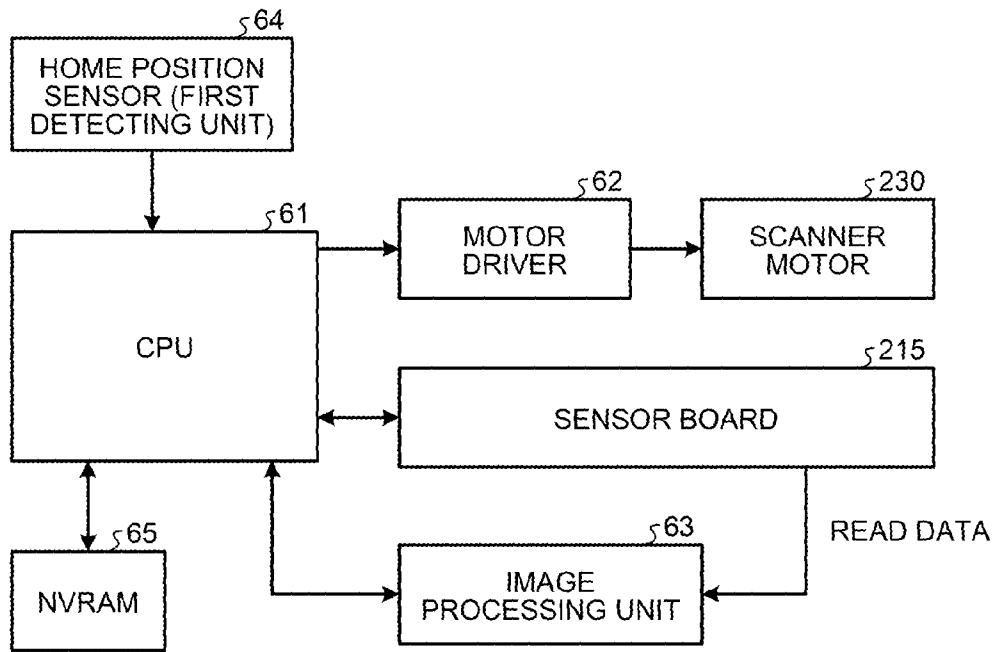 64
HOME POSITION
SENSOR (FIRST
DETECTING UNIT)
61
CPU
62
MOTOR
DRIVER
230
SCANNER
MOTOR
215
SENSOR BOARD
65
NVRAM
63
IMAGE
PROCESSING UNIT
READ DATA